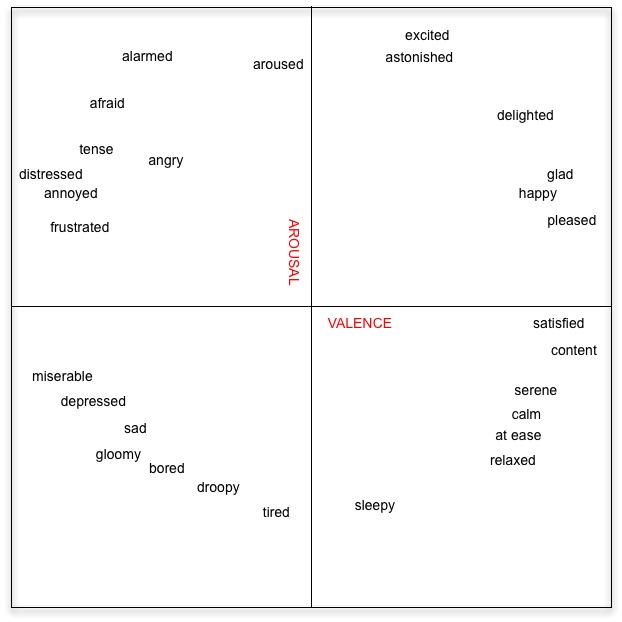 excited
alarmed
astonished
aroused
afraid
delighted
tense
angry
distressed
glad
annoyed
happy
pleased
frustrated
AROUSAL
VALENCE
satisfied
content
miserable
serene
depressed
calm
sad
at ease
gloomy
relaxed
bored
droopy
sleepy
tired